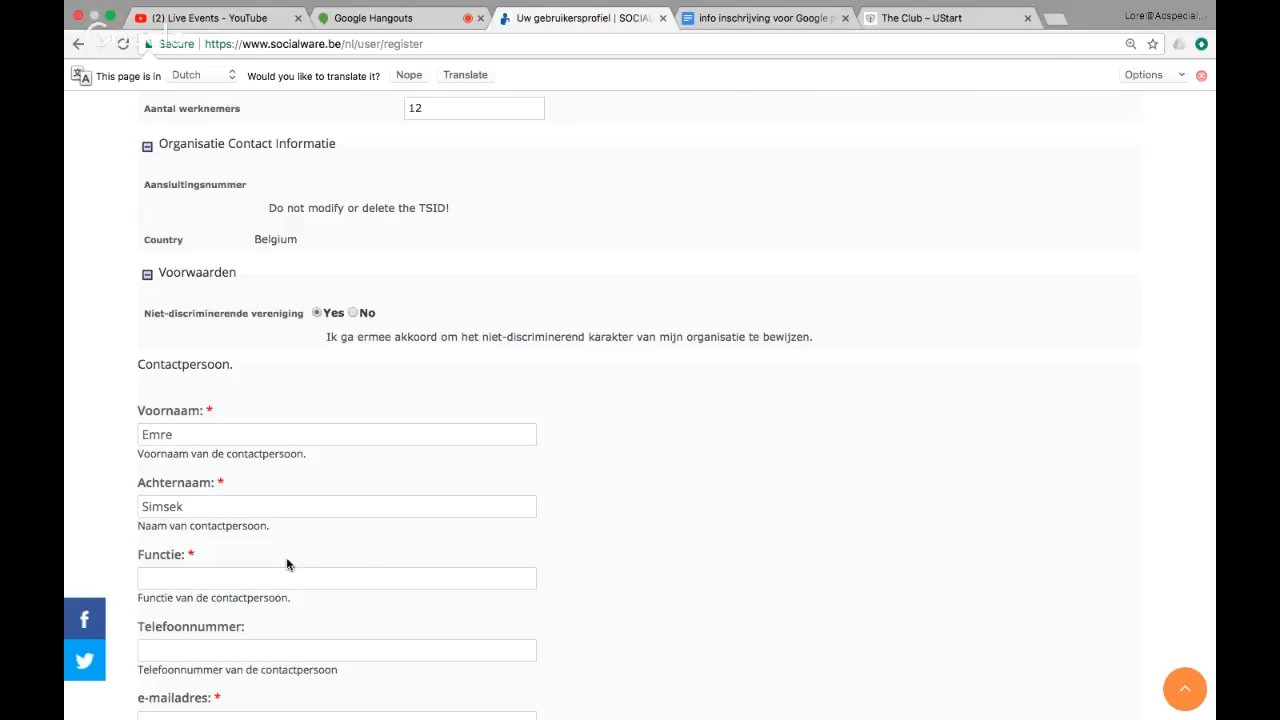 (2) Live Events - YouTube
Google Hangouts
Uw gebruikersprofiel | SOCIAL
info inschrijving voor Google p
The Club – UStart
Lore@Adspecial...
Secure
https://www.socialware.be/nl/user/register
This page is in Dutch Would you like to translate it? Nope Translate Options
Aantal werknemers 12
Organisatie Contact Informatie
Aansluitingsnummer
Do not modify or delete the TSID!
Country Belgium
Voorwaarden
Niet-discriminerende vereniging Yes No
Ik ga ermee akkoord om het niet-discriminerend karakter van mijn organisatie te bewijzen.
Contactpersoon.
Voornaam: *
Emre
Voornaam van de contactpersoon.
Achternaam: *
Simsek
Naam van contactpersoon.
Functie: *
Functie van de contactpersoon.
Telefoonnummer:
Telefoonnummer van de contactpersoon
e-mailadres: *